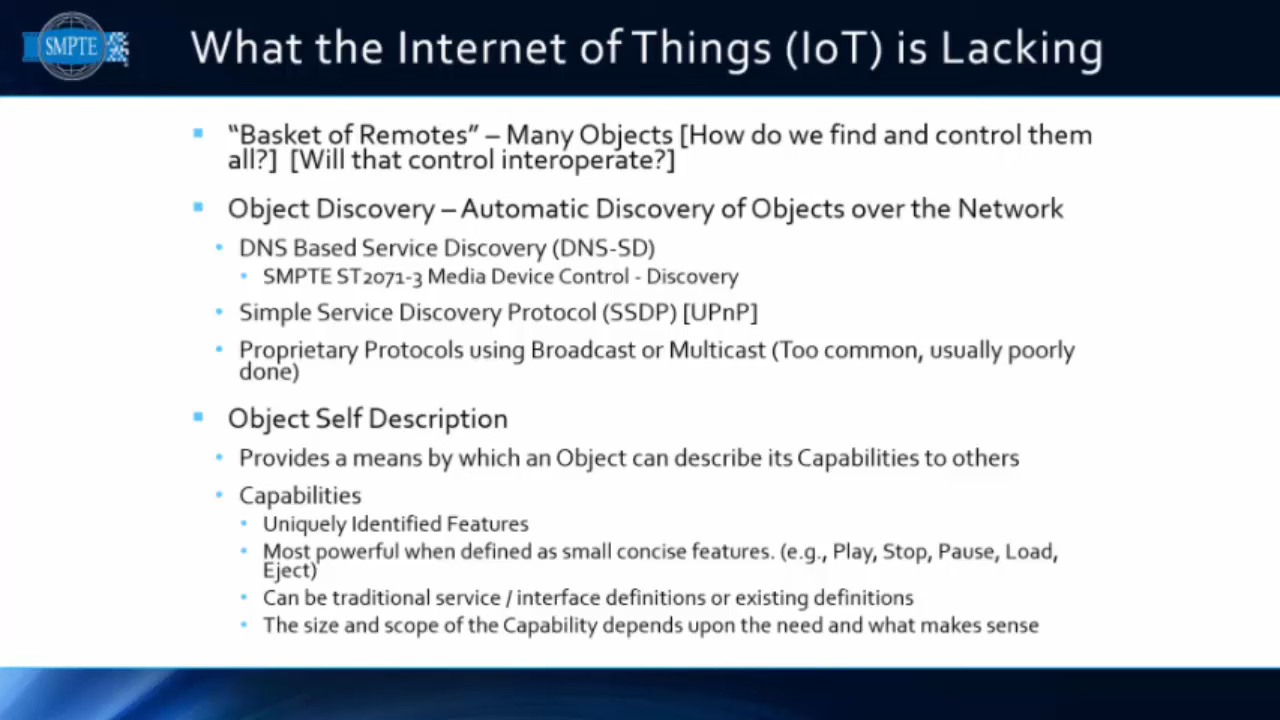 SMPTE
What the Internet of Things (IoT) is Lacking
“Basket of Remotes” – Many Objects [How do we find and control them
all?] [Will that control interoperate?]
Object Discovery – Automatic Discovery of Objects over the Network
DNS Based Service Discovery (DNS-SD)
SMPTE ST2071-3 Media Device Control - Discovery
Simple Service Discovery Protocol (SSDP) [UPnP]
Proprietary Protocols using Broadcast or Multicast (Too common, usually poorly
done)
Object Self Description
Provides a means by which an Object can describe its Capabilities to others
Capabilities
Uniquely Identified Features
Most powerful when defined as small concise features. (e.g., Play, Stop, Pause, Load,
Eject)
Can be traditional service / interface definitions or existing definitions
The size and scope of the Capability depends upon the need and what makes sense